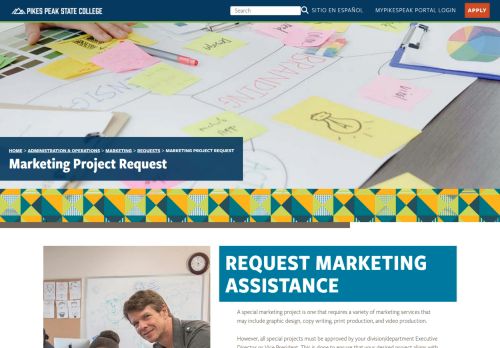 PIKES PEAK STATE COLLEGE
Search
SITIO EN ESPAÑOL
MYPIKESPEAK PORTAL LOGIN
APPLY
BRANDING
HOME > ADMINISTRATION & OPERATIONS > MARKETING > REQUESTS > MARKETING PROJECT REQUEST
Marketing Project Request
REQUEST MARKETING
ASSISTANCE
A special marketing project is one that requires a variety of marketing services that
may include graphic design, copy writing, print production, and video production.
However, all special projects must be approved by your division/department Executive
Director or Vice President. This is done to ensure that your desired project aligns with